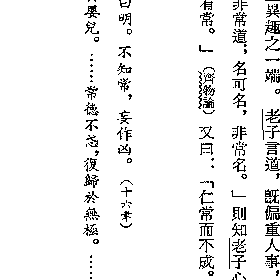 異趣之一端。老子言道,既偏重人事
非常道;名可名,非常名。」則知老子心
有常。」(齊物論)又曰:「仁常而不成。
曰明。不知常,妄作凶。(十六章)
嬰兒。……常德不忒,復歸於無極。……